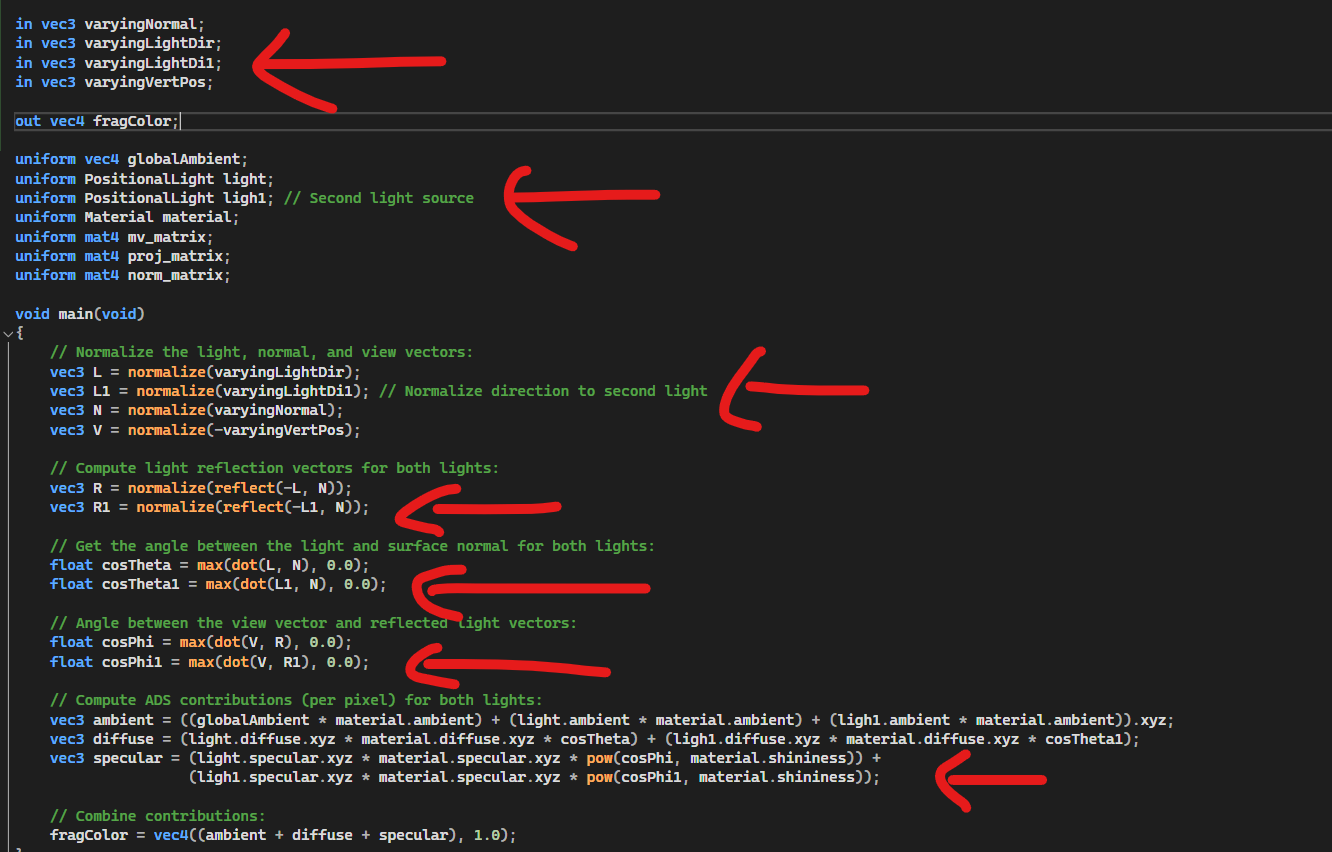 in vec3 varyingNormal;
in vec3 varyingLightDir;
in vec3 varyingLightDi1;
in vec3 varyingVertPos;
out vec4 fragColor;
uniform vec4 globalAmbient;
uniform PositionalLight light;
uniform PositionalLight ligh1; // Second light source
uniform Material material;
uniform mat4 mv_matrix;
uniform mat4 proj_matrix;
uniform mat4 norm_matrix;
void main(void)
{
// Normalize the light, normal, and view vectors:
vec3 L = normalize(varyingLightDir);
vec3 L1 = normalize(varyingLightDi1); // Normalize direction to second light
vec3 N = normalize(varyingNormal);
vec3 V = normalize(-varyingVertPos);
// Compute light reflection vectors for both lights:
vec3 R = normalize(reflect(-L, N));
vec3 R1 = normalize(reflect(-L1, N));
// Get the angle between the light and surface normal for both lights:
float cosTheta = max(dot(L, N), 0.0);
float cosTheta1 = max(dot(L1, N), 0.0);
// Angle between the view vector and reflected light vectors:
float cosPhi = max(dot(V, R), 0.0);
float cosPhi1 = max(dot(V, R1), 0.0);
// Compute ADS contributions (per pixel) for both lights:
vec3 ambient = ((globalAmbient * material.ambient) + (light.ambient * material.ambient) + (ligh1.ambient * material.ambient)).xyz;
vec3 diffuse = (light.diffuse.xyz * material.diffuse.xyz * cosTheta) + (ligh1.diffuse.xyz * material.diffuse.xyz * cosTheta1);
vec3 specular = (light.specular.xyz * material.specular.xyz * pow(cosPhi, material.shininess)) +
(ligh1.specular.xyz * material.specular.xyz * pow(cosPhi1, material.shininess));
// Combine contributions:
fragColor = vec4((ambient + diffuse + specular), 1.0);